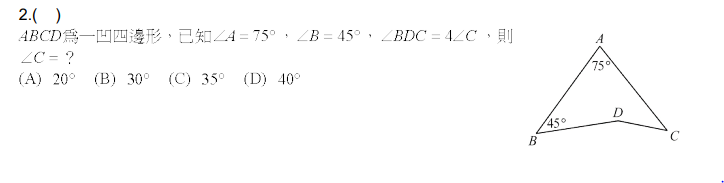 2.(   )
ABCD為一凹四邊形，已知∠A = 75°，∠B = 45°，∠BDC = 4∠C ，則
∠C = ？
(A) 20°   (B) 30°   (C) 35°   (D) 40°
A
75°
D
45°
B
C